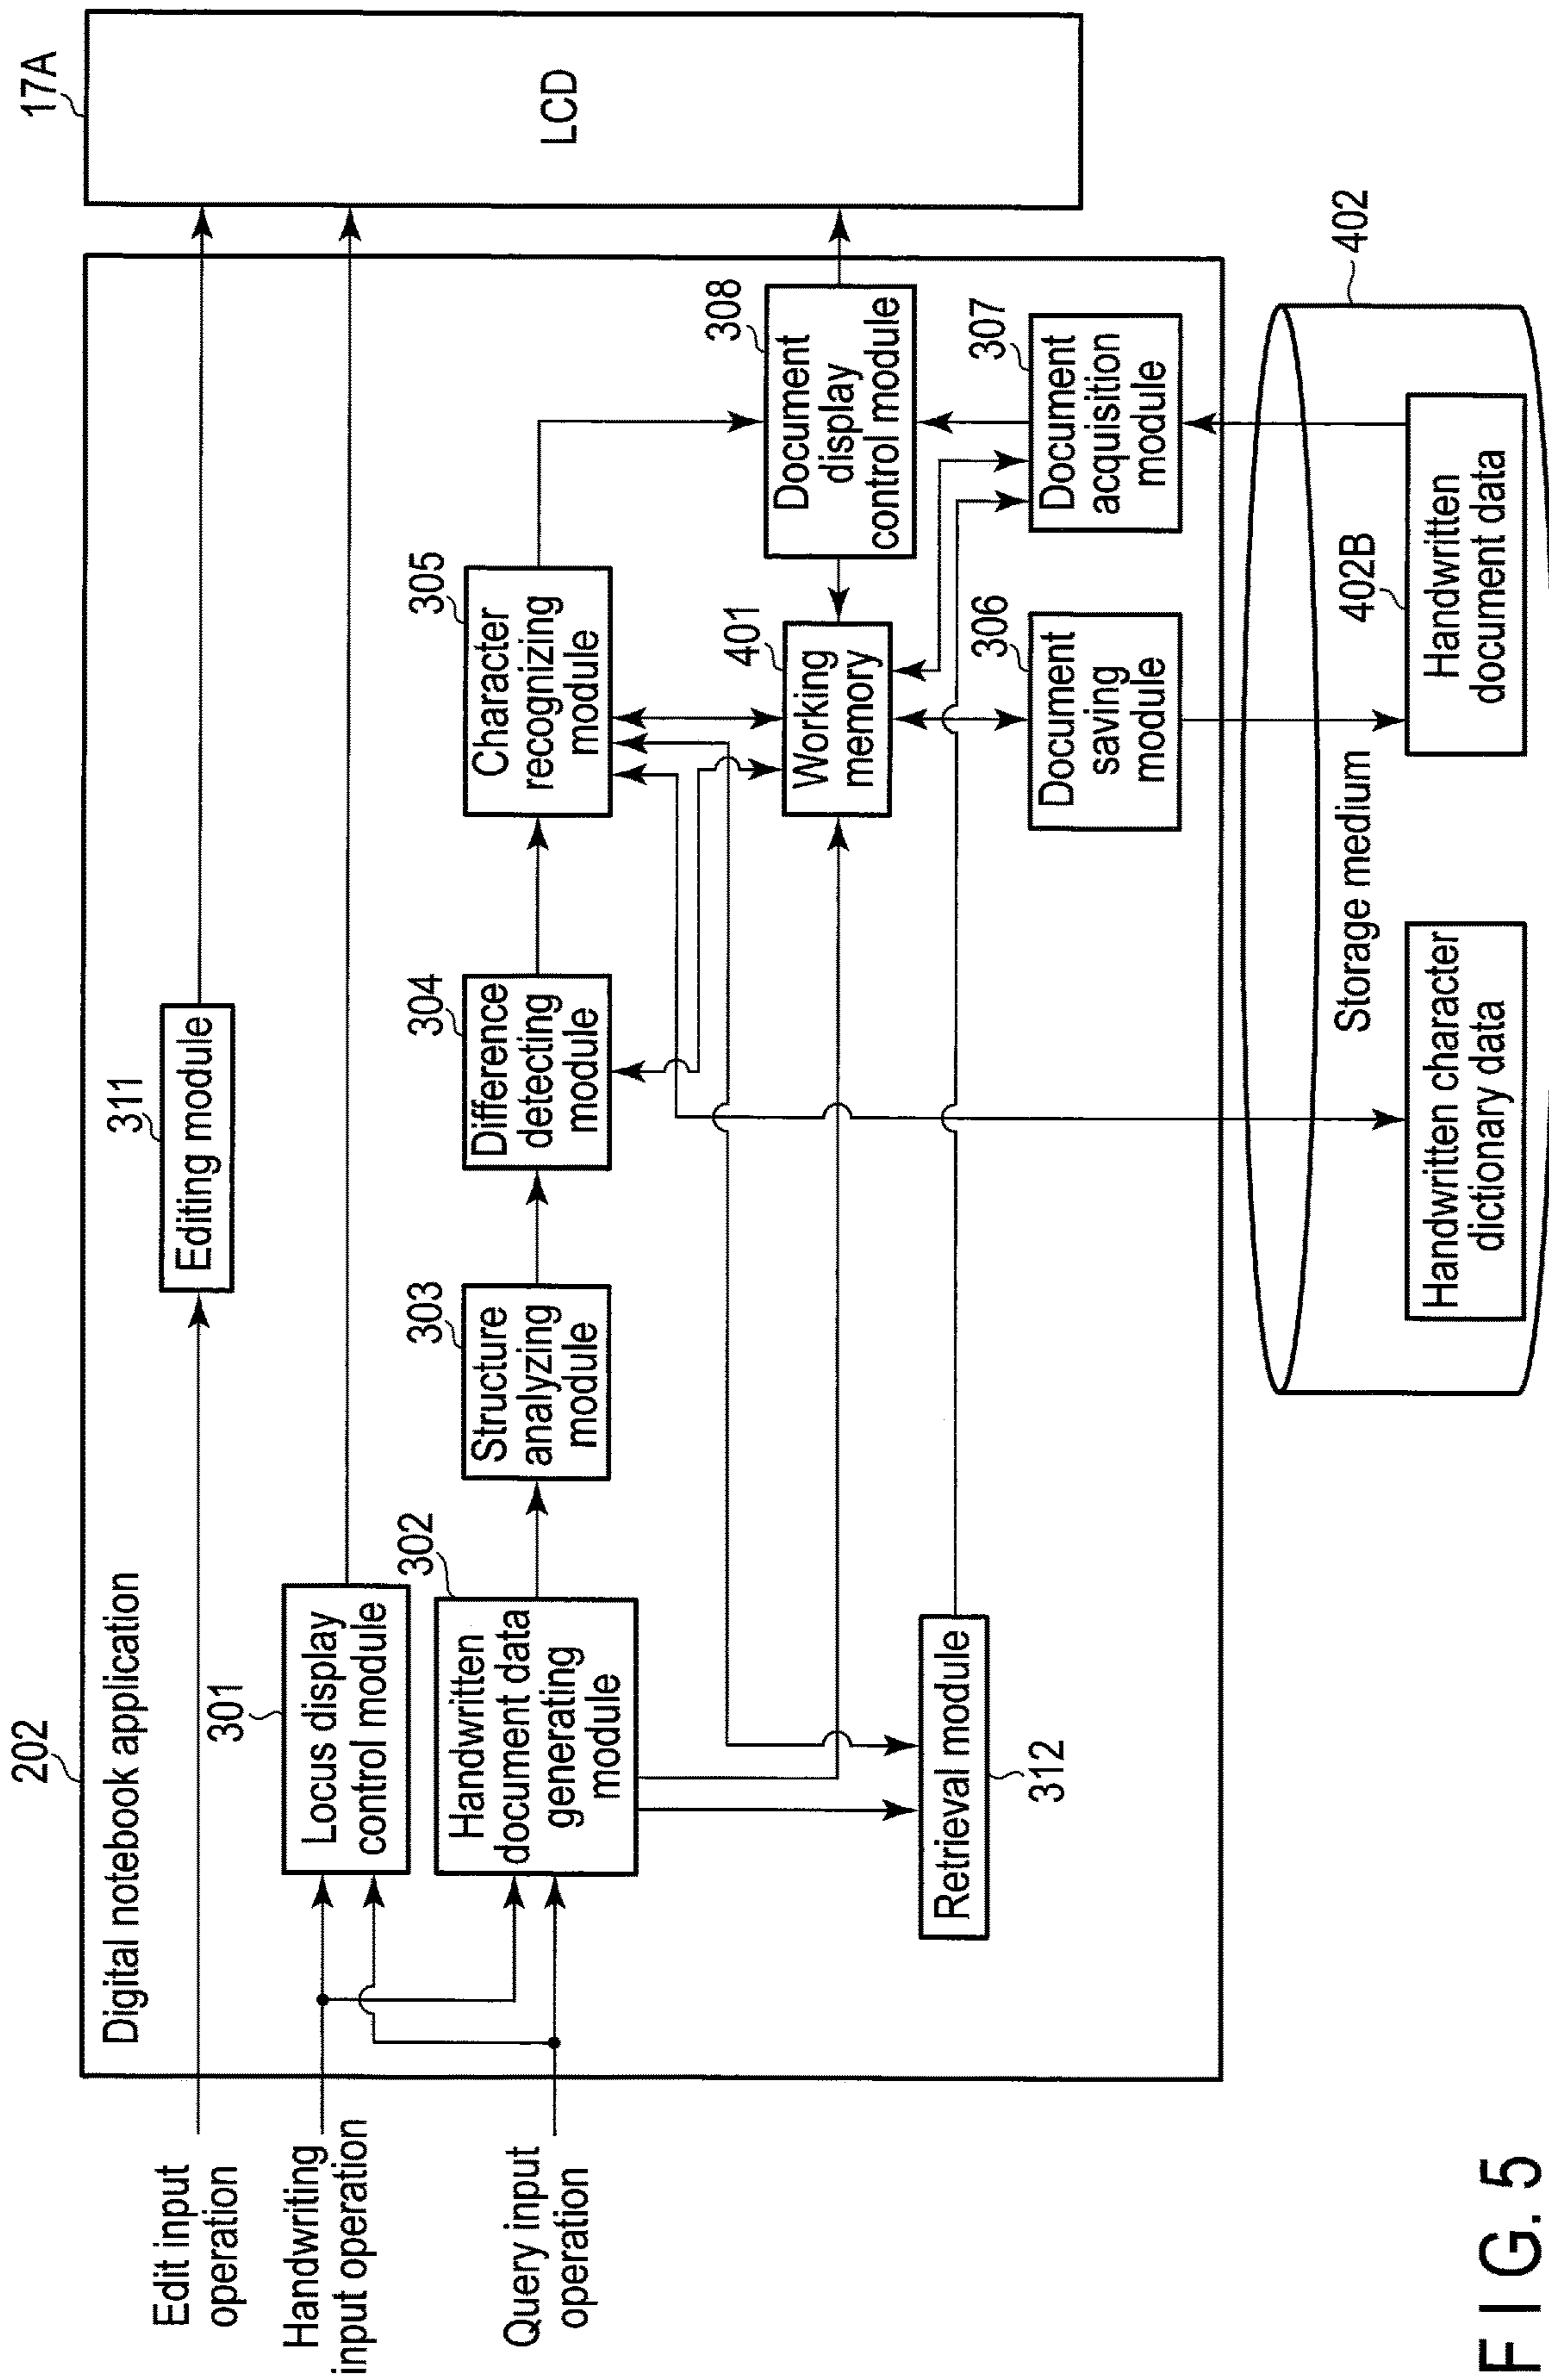 202
Digital notebook application
17A
LCD
Edit input
operation
311
Editing module
Handwriting
input operation
301
Locus display
control module
Query input
operation
302
Handwritten
document data
generating
module
303
Structure
analyzing
module
304
Difference
detecting
module
305
Character
recognizing
module
308
Document
display
control module
401
Working
memory
Retrieval module
312
306
Document
saving
module
307
Document
acquisition
module
402
Storage medium
Handwritten character
dictionary data
402B
Handwritten
document data
FIG. 5